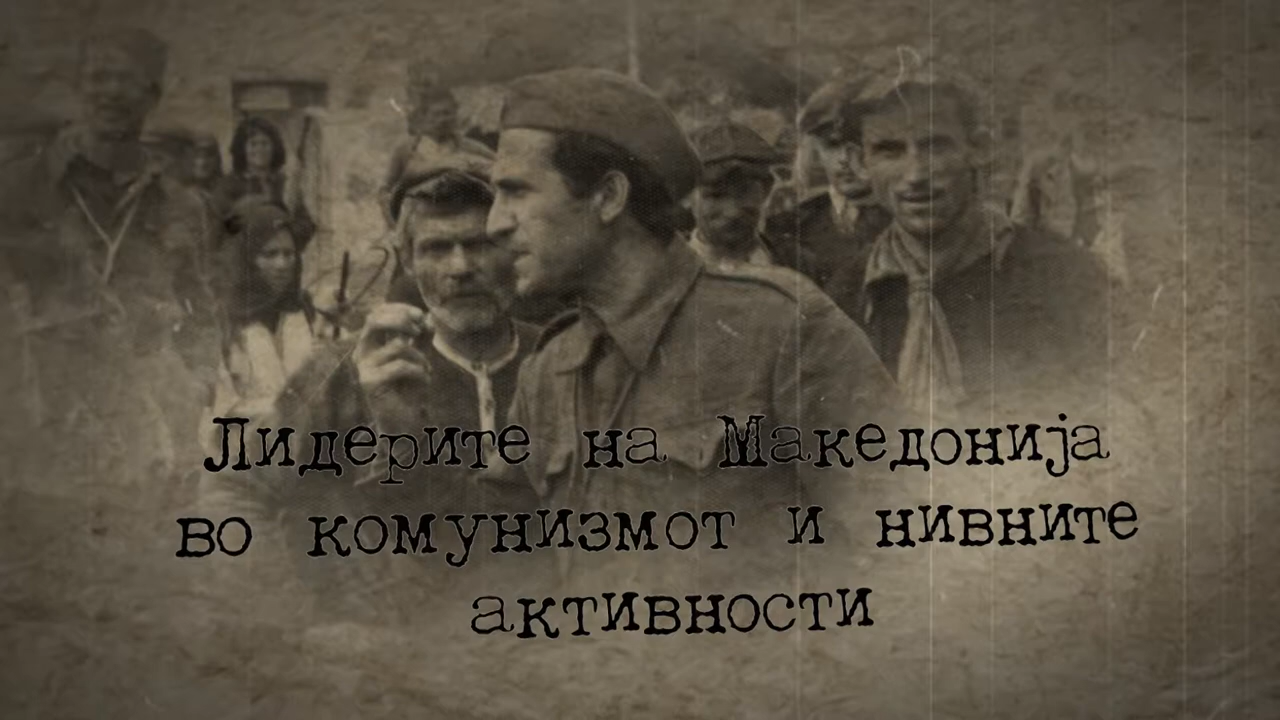 Лидерите на Македонија
во комунизмот и нивните
активности